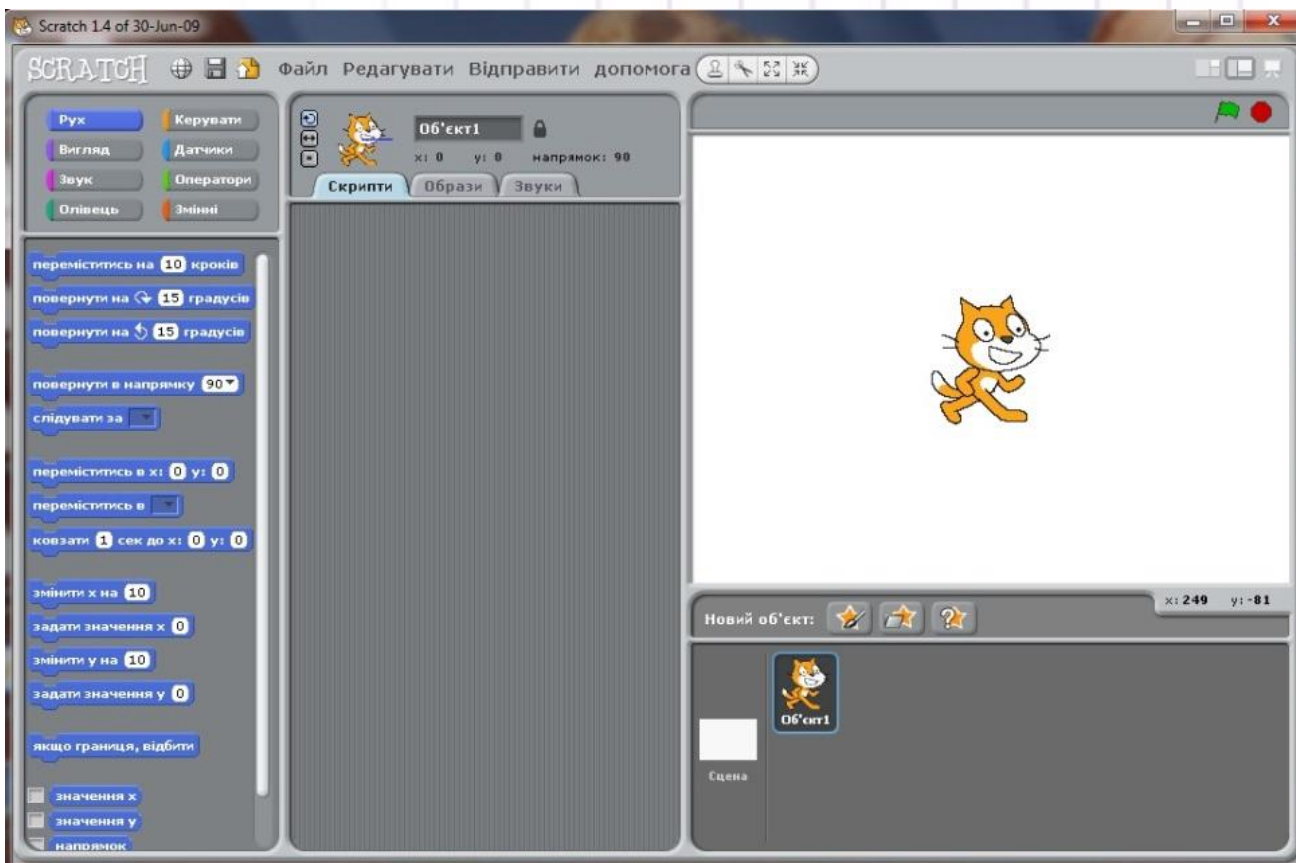 Scratch 1.4 of 30-Jun-09
SCRATCH Файл Редагувати Відправити допомога
Рух Керувати
Вигляд Датчики
Звук Оператори
Олівець Змінні
Об'єкт1
x: 0 y: 0 напрямок: 90
Скрипти Образи Звуки
переміститись на 10 кроків
повернути на 15 градусів
повернути на 15 градусів
повернути в напрямку 90
слідувати за
переміститись в x: 0 y: 0
переміститись в
ковзати 1 сек до x: 0 y: 0
змінити x на 10
задати значення x 0
змінити y на 10
задати значення y 0
якщо границя, відбити
значення x
значення y
напрямок
x: 249 y: -81
Новий об'єкт:
Об'єкт1
Сцена